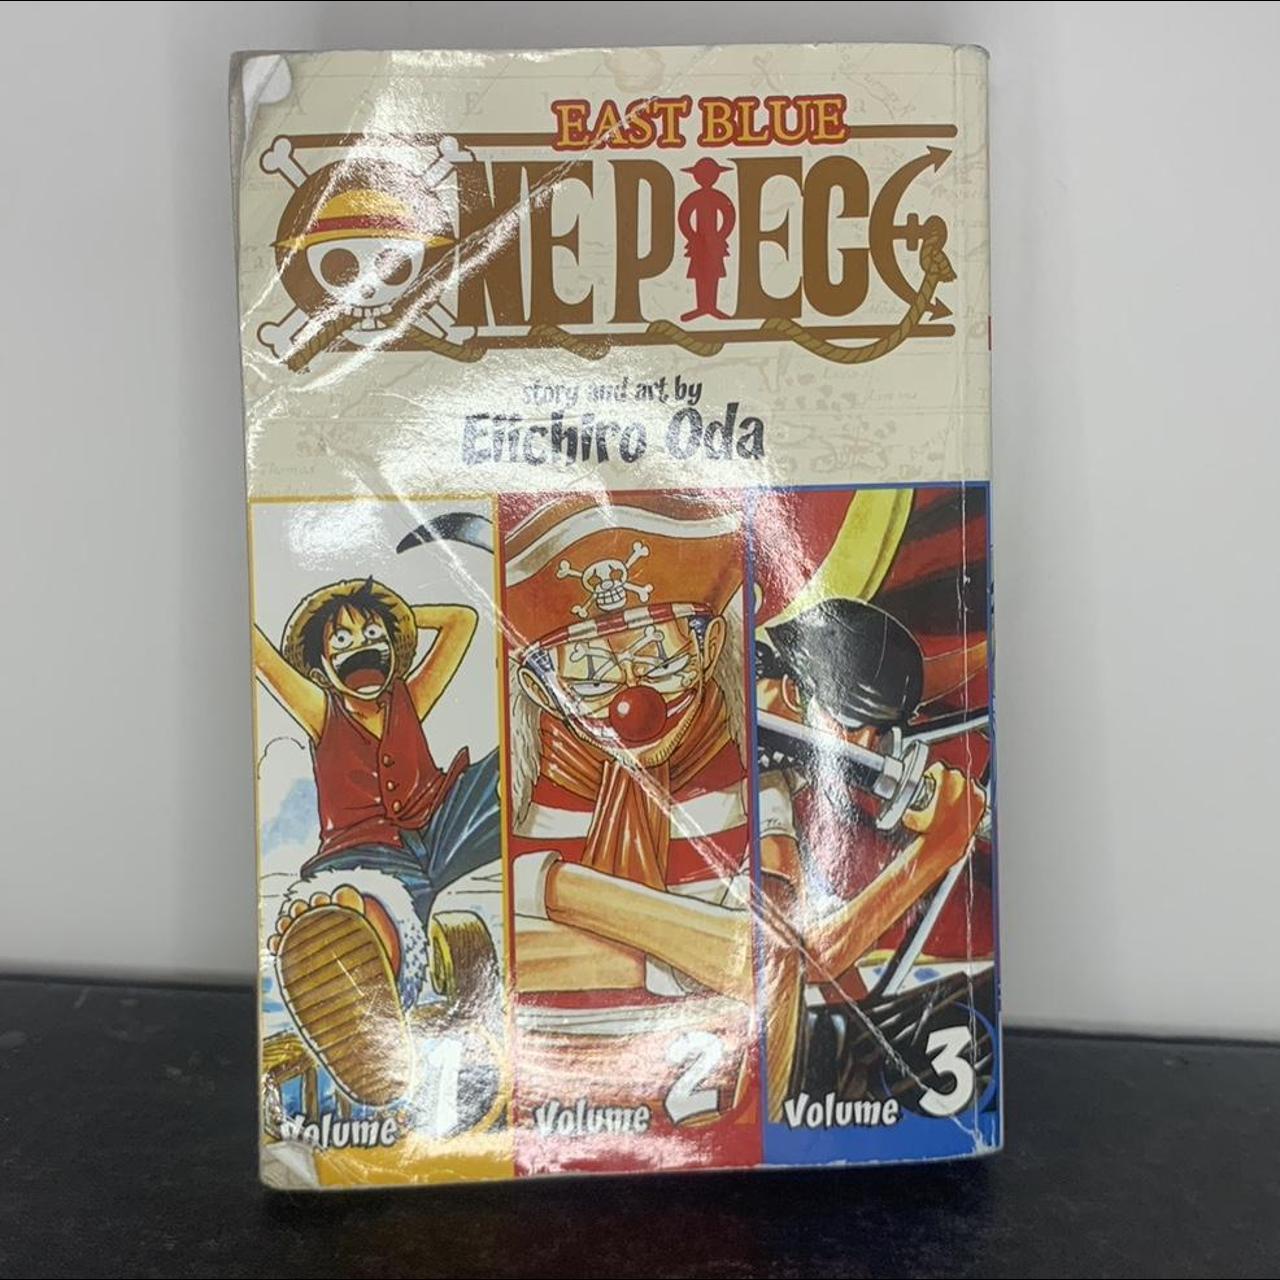 EAST BLUE
ONE PIECE
story and art by
Eiichiro Oda
Volume 1
Volume 2
Volume 3